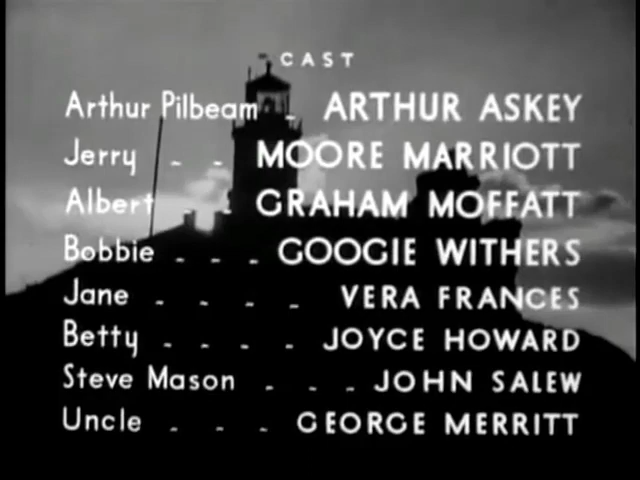 CAST
Arthur Pilbeam - ARTHUR ASKEY
Jerry - - MOORE MARRIOTT
Albert - - GRAHAM MOFFATT
Bobbie - - - GOOGIE WITHERS
Jane - - - - VERA FRANCES
Betty - - - - JOYCE HOWARD
Steve Mason - - - JOHN SALEW
Uncle - - - GEORGE MERRITT